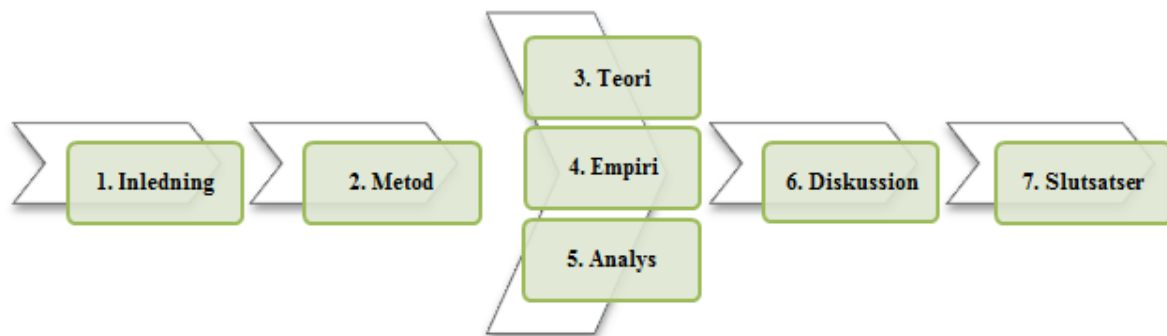 1. Inledning
2. Metod
3. Teori
4. Empiri
5. Analys
6. Diskussion
7. Slutsatser